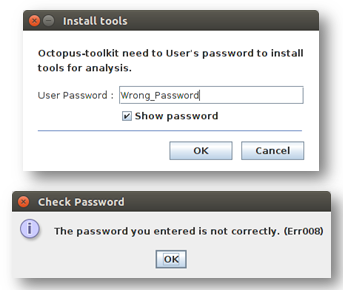 Install tools
Octopus-toolkit need to User's password to install
tools for analysis.
User Password : Wrong_Password
Show password
OK Cancel
Check Password
The password you entered is not correctly. (Err008)
OK